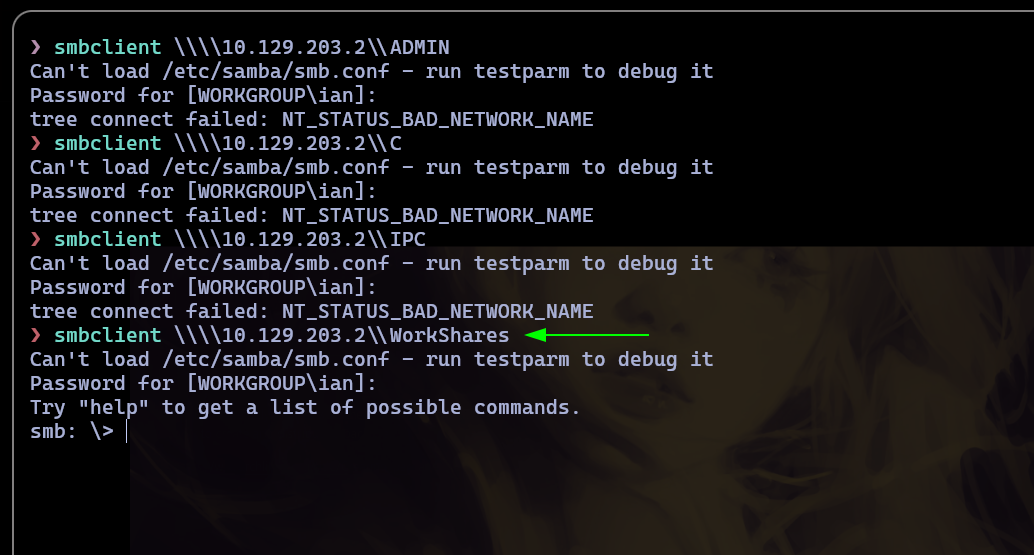 ❯ smbclient \\\\10.129.203.2\\ADMIN
Can't load /etc/samba/smb.conf - run testparm to debug it
Password for [WORKGROUP\ian]:
tree connect failed: NT_STATUS_BAD_NETWORK_NAME
❯ smbclient \\\\10.129.203.2\\C
Can't load /etc/samba/smb.conf - run testparm to debug it
Password for [WORKGROUP\ian]:
tree connect failed: NT_STATUS_BAD_NETWORK_NAME
❯ smbclient \\\\10.129.203.2\\IPC
Can't load /etc/samba/smb.conf - run testparm to debug it
Password for [WORKGROUP\ian]:
tree connect failed: NT_STATUS_BAD_NETWORK_NAME
❯ smbclient \\\\10.129.203.2\\WorkShares
Can't load /etc/samba/smb.conf - run testparm to debug it
Password for [WORKGROUP\ian]:
Try "help" to get a list of possible commands.
smb: \>